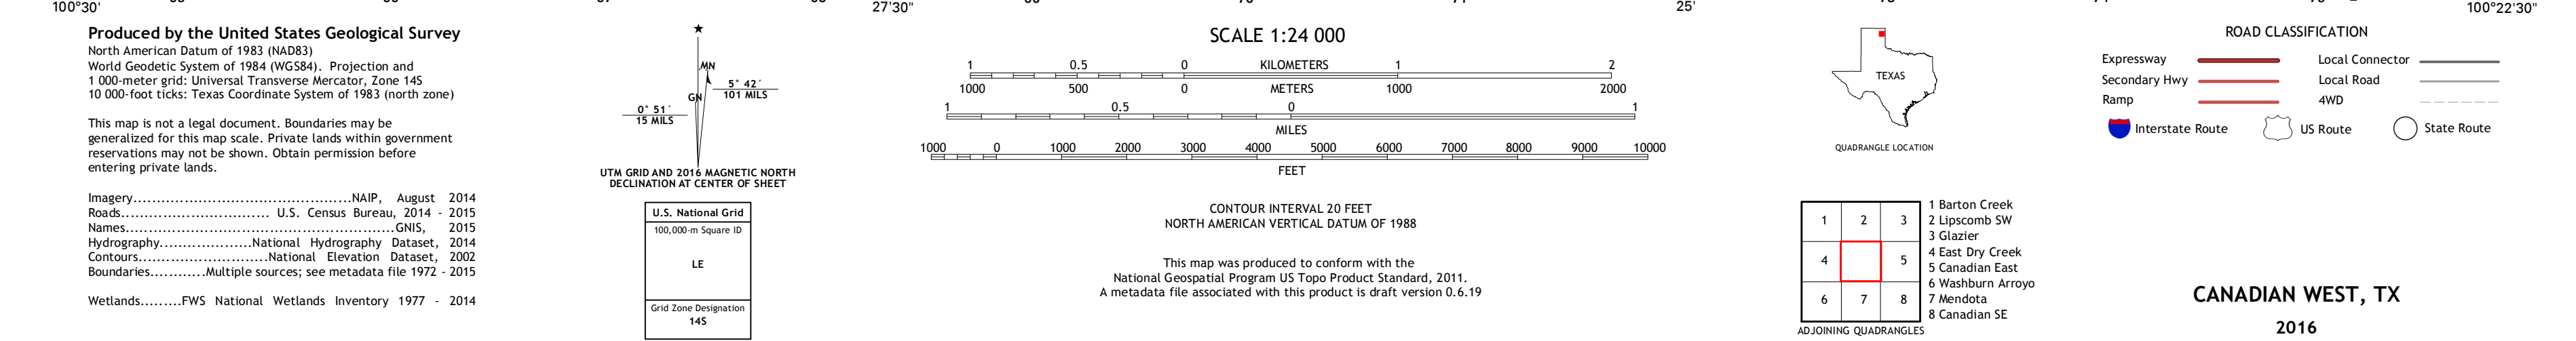 100°30'
27'30"
25'
100°22'30"
Produced by the United States Geological Survey
North American Datum of 1983 (NAD83)
World Geodetic System of 1984 (WGS84). Projection and
1 000-meter grid: Universal Transverse Mercator, Zone 14S
10 000-foot ticks: Texas Coordinate System of 1983 (north zone)
This map is not a legal document. Boundaries may be
generalized for this map scale. Private lands within government
reservations may not be shown. Obtain permission before
entering private lands.
Imagery...............................................NAIP, August 2014
Roads................................ U.S. Census Bureau, 2014 - 2015
Names..........................................................GNIS, 2015
Hydrography....................National Hydrography Dataset, 2014
Contours............................National Elevation Dataset, 2002
Boundaries............Multiple sources; see metadata file 1972 - 2015
Wetlands.........FWS National Wetlands Inventory 1977 - 2014
★
MN
GN
5° 42´
101 MILS
0° 51´
15 MILS
UTM GRID AND 2016 MAGNETIC NORTH
DECLINATION AT CENTER OF SHEET
U.S. National Grid
100,000-m Square ID
LE
Grid Zone Designation
14S
SCALE 1:24 000
1 0.5 0 KILOMETERS 1 2
1000 500 0 METERS 1000 2000
1 0.5 0 1
MILES
1000 0 1000 2000 3000 4000 5000 6000 7000 8000 9000 10000
FEET
CONTOUR INTERVAL 20 FEET
NORTH AMERICAN VERTICAL DATUM OF 1988
This map was produced to conform with the
National Geospatial Program US Topo Product Standard, 2011.
A metadata file associated with this product is draft version 0.6.19
TEXAS
QUADRANGLE LOCATION
1 2 3
4 5
6 7 8
ADJOINING QUADRANGLES
1 Barton Creek
2 Lipscomb SW
3 Glazier
4 East Dry Creek
5 Canadian East
6 Washburn Arroyo
7 Mendota
8 Canadian SE
ROAD CLASSIFICATION
Expressway Local Connector
Secondary Hwy Local Road
Ramp 4WD
Interstate Route US Route State Route
CANADIAN WEST, TX
2016